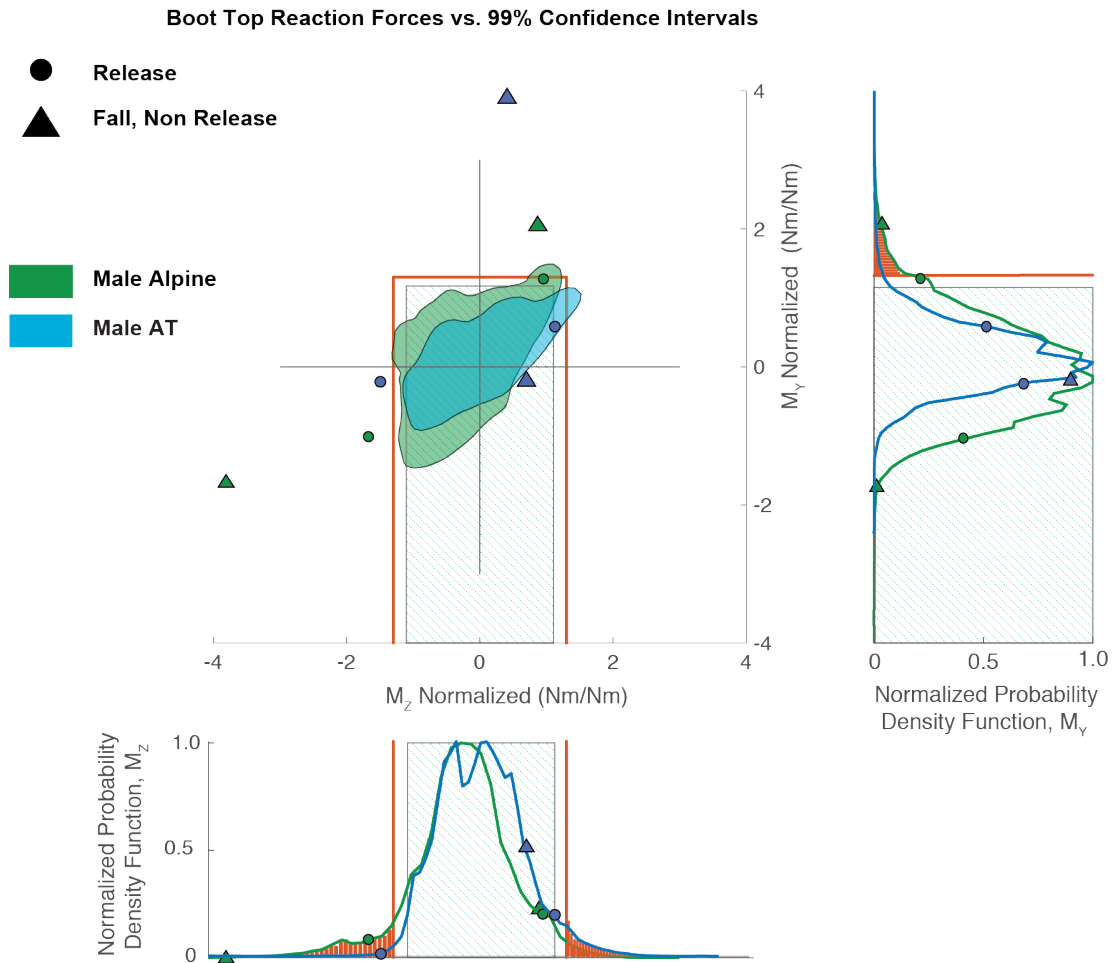 Boot Top Reaction Forces vs. 99% Confidence Intervals
Release
Fall, Non Release
Male Alpine
Male AT
4
2
0
-2
-4
M_Y Normalized (Nm/Nm)
-4
-2
0
2
4
M_Z Normalized (Nm/Nm)
0
0.5
1.0
Normalized Probability
Density Function, M_Y
1.0
0.5
0
Normalized Probability
Density Function, M_Z